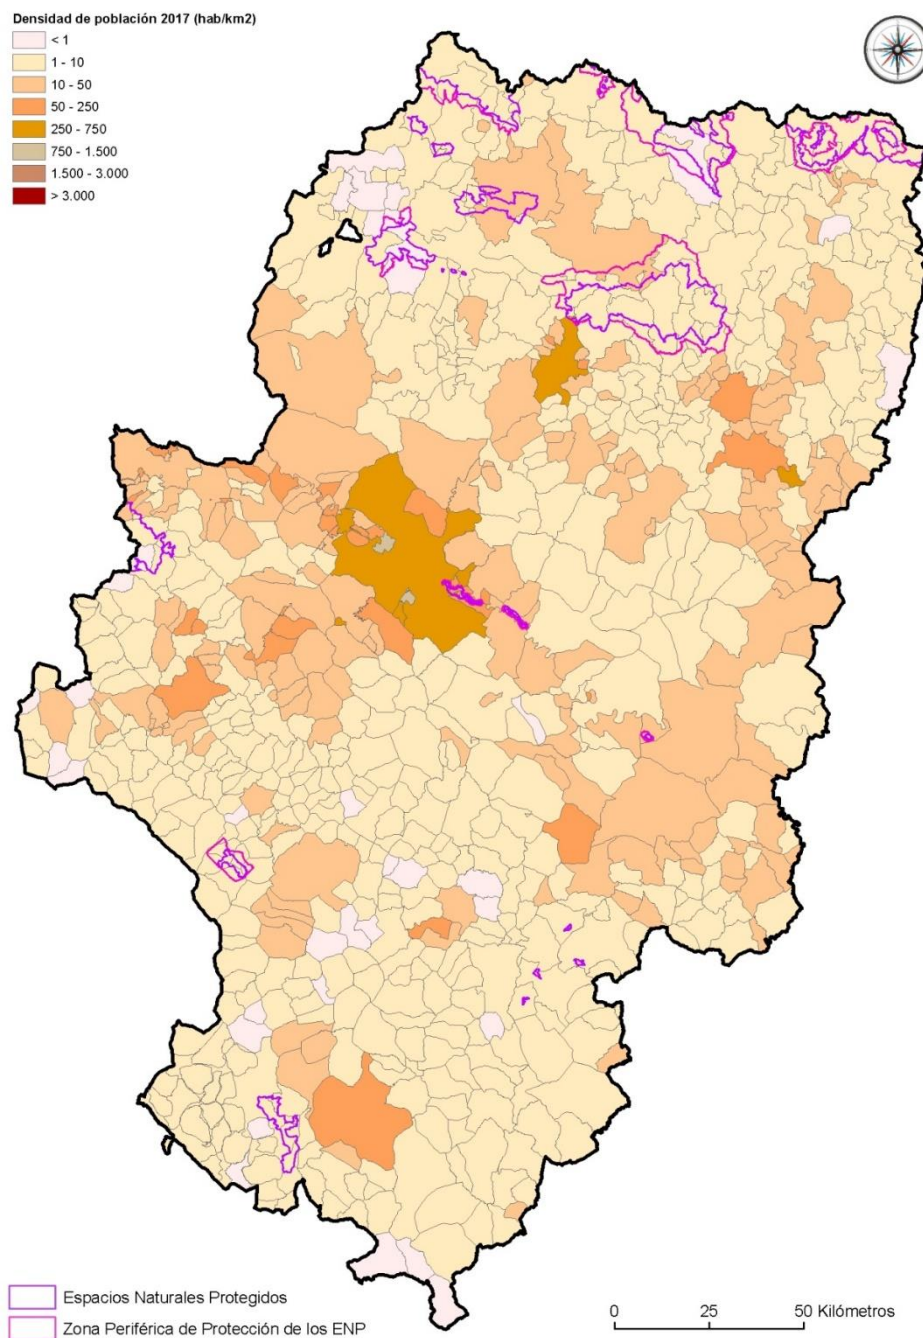 Densidad de población 2017 (hab/km2)
< 1
1 - 10
10 - 50
50 - 250
250 - 750
750 - 1.500
1.500 - 3.000
> 3.000
Espacios Naturales Protegidos
Zona Periférica de Protección de los ENP
0 25 50 Kilómetros